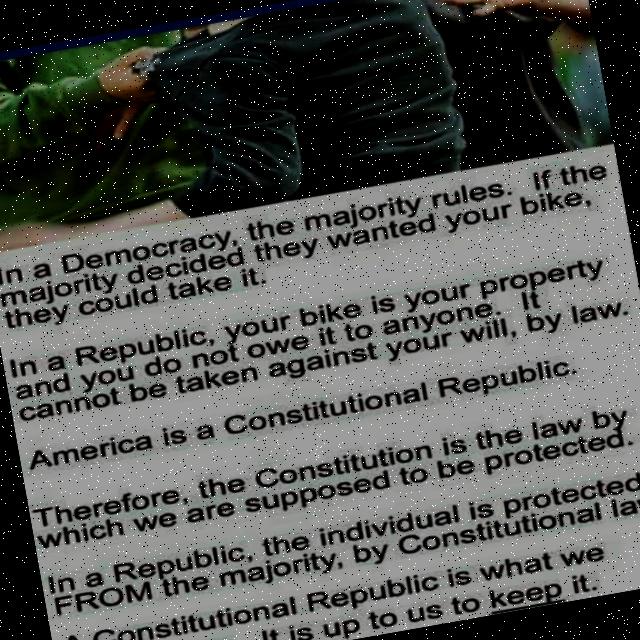 In a Democracy, the majority rules. If the
majority decided they wanted your bike,
they could take it.
In a Republic, your bike is your property
and you do not owe it to anyone. It
cannot be taken against your will, by law.
America is a Constitutional Republic.
Therefore, the Constitution is the law by
which we are supposed to be protected.
In a Republic, the individual is protected
FROM the majority, by Constitutional
A Constitutional Republic is what we
It is up to us to keep it.